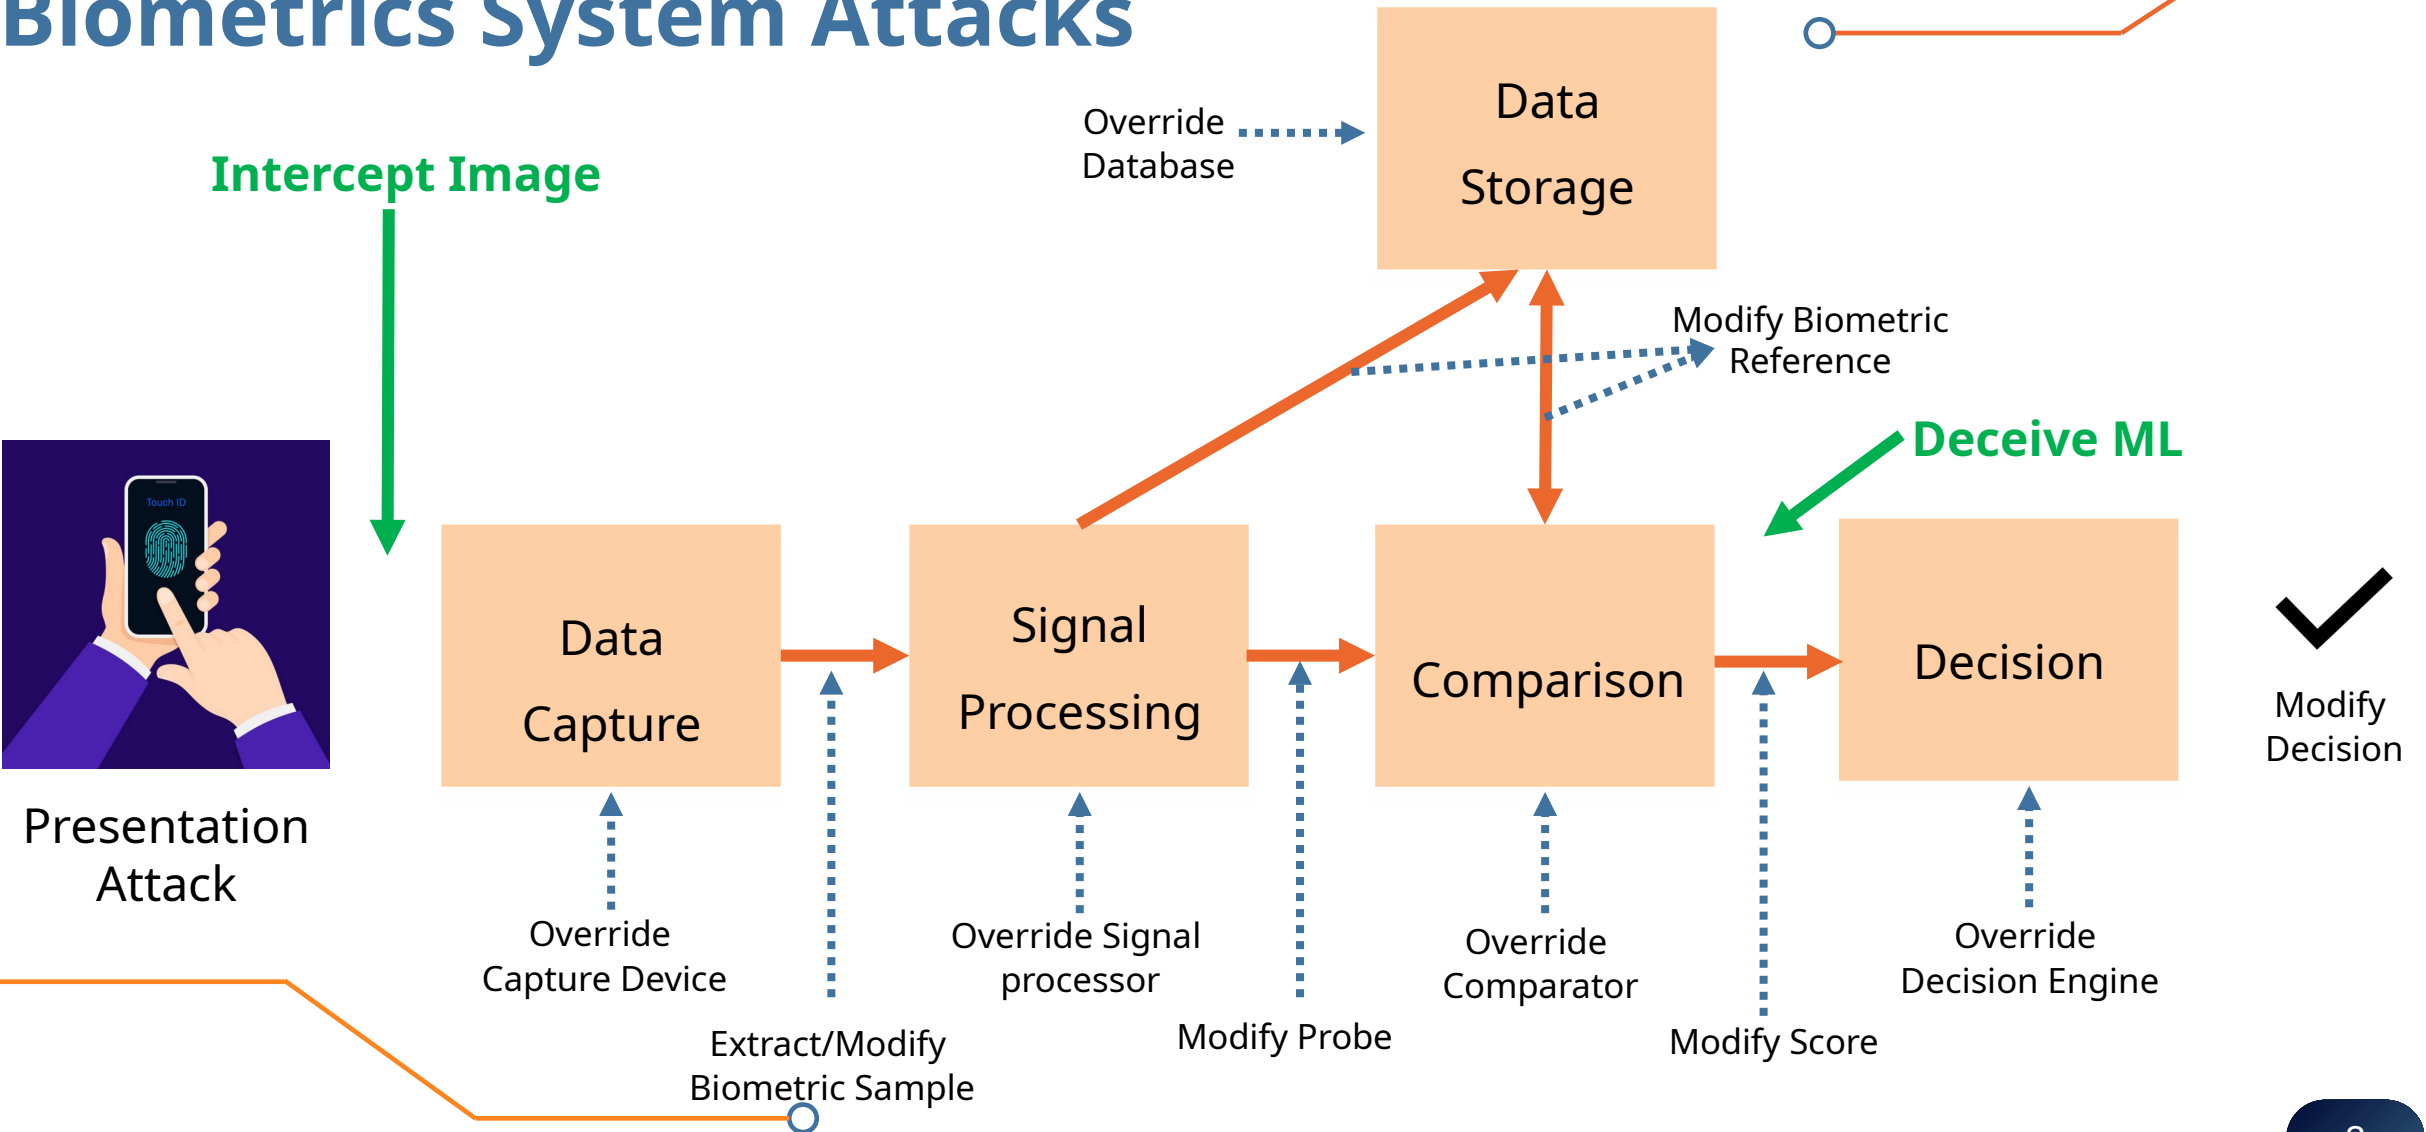 Biometrics System Attacks
Data
Storage
Override
Database
Intercept Image
Modify Biometric
Reference
Deceive ML
Touch ID
Data
Capture
Signal
Processing
Comparison
Decision
Modify
Decision
Presentation
Attack
Override
Capture Device
Override Signal
processor
Override
Comparator
Override
Decision Engine
Extract/Modify
Biometric Sample
Modify Probe
Modify Score